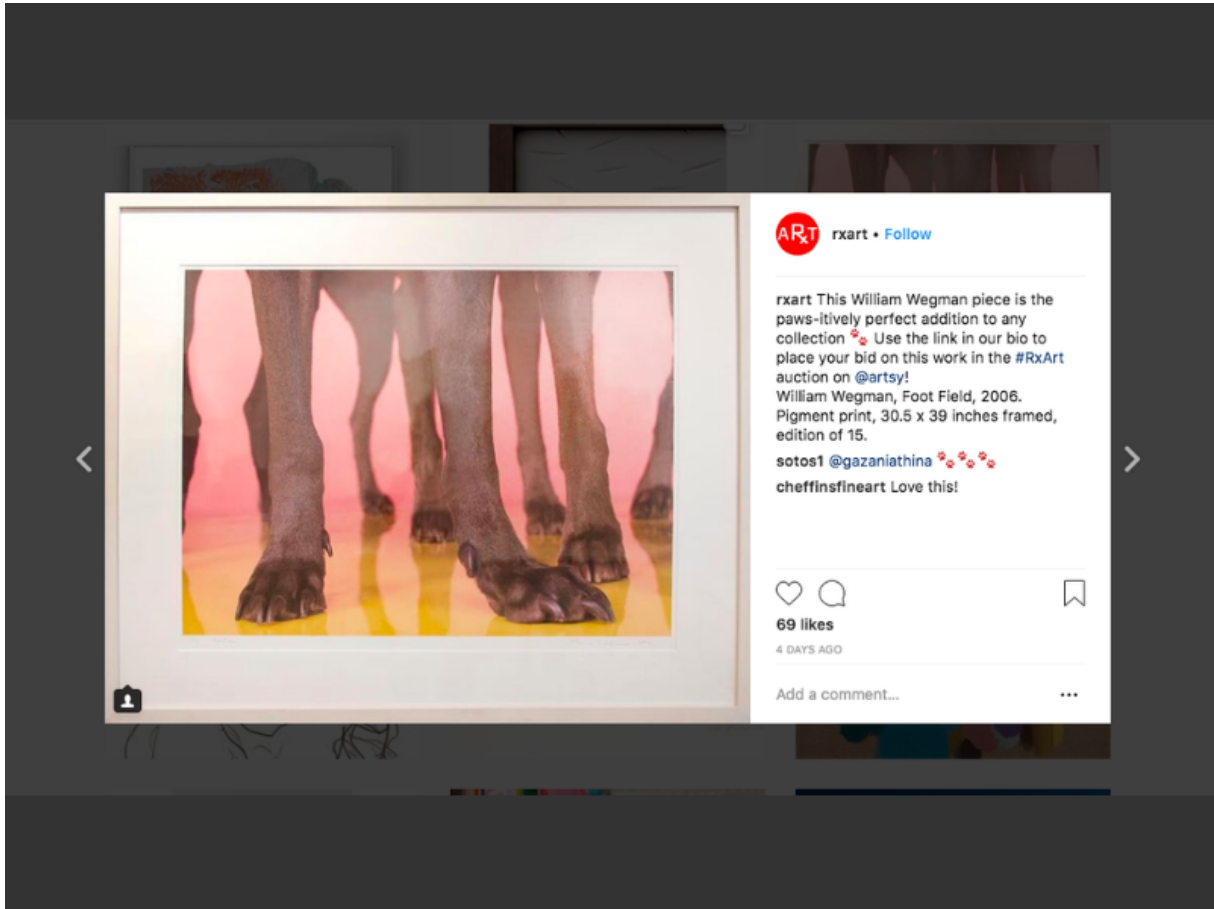 ARxT
rxart • Follow
rxart This William Wegman piece is the
paws-itively perfect addition to any
collection 🐾 Use the link in our bio to
place your bid on this work in the #RxArt
auction on @artsy!
William Wegman, Foot Field, 2006.
Pigment print, 30.5 x 39 inches framed,
edition of 15.
sotos1 @gazaniathina 🐾🐾🐾
cheffinsfineart Love this!
69 likes
4 DAYS AGO
Add a comment...